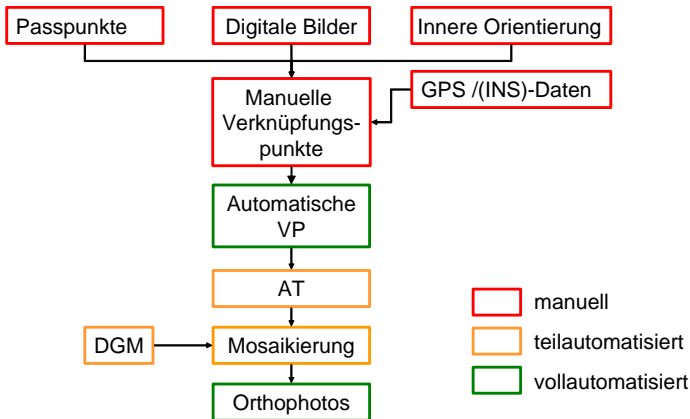 Passpunkte
Digitale Bilder
Innere Orientierung
GPS /(INS)-Daten
Manuelle
Verknüpfungs-
punkte
Automatische
VP
AT
DGM
Mosaikierung
Orthophotos
manuell
teilautomatisiert
vollautomatisiert